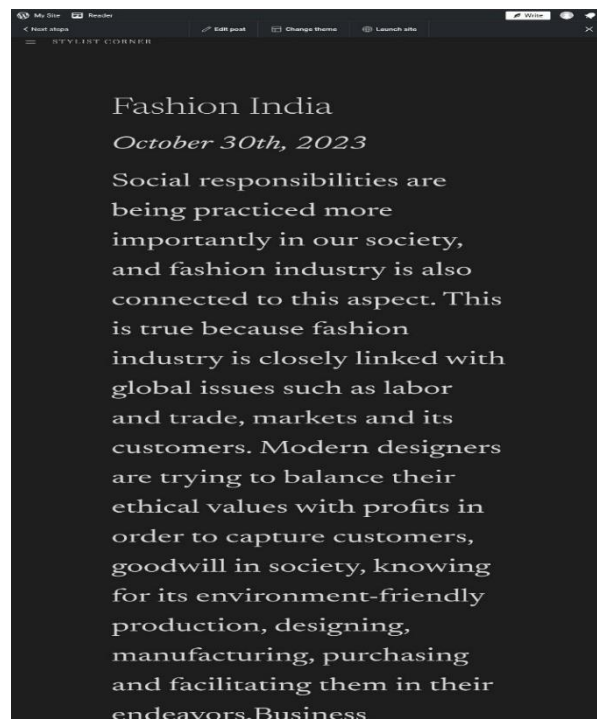 My Site Reader Write
Next steps Edit post Change theme Launch site
STYLIST CORNER
Fashion India
October 30th, 2023
Social responsibilities are
being practiced more
importantly in our society,
and fashion industry is also
connected to this aspect. This
is true because fashion
industry is closely linked with
global issues such as labor
and trade, markets and its
customers. Modern designers
are trying to balance their
ethical values with profits in
order to capture customers,
goodwill in society, knowing
for its environment-friendly
production, designing,
manufacturing, purchasing
and facilitating them in their
endeavors.Business